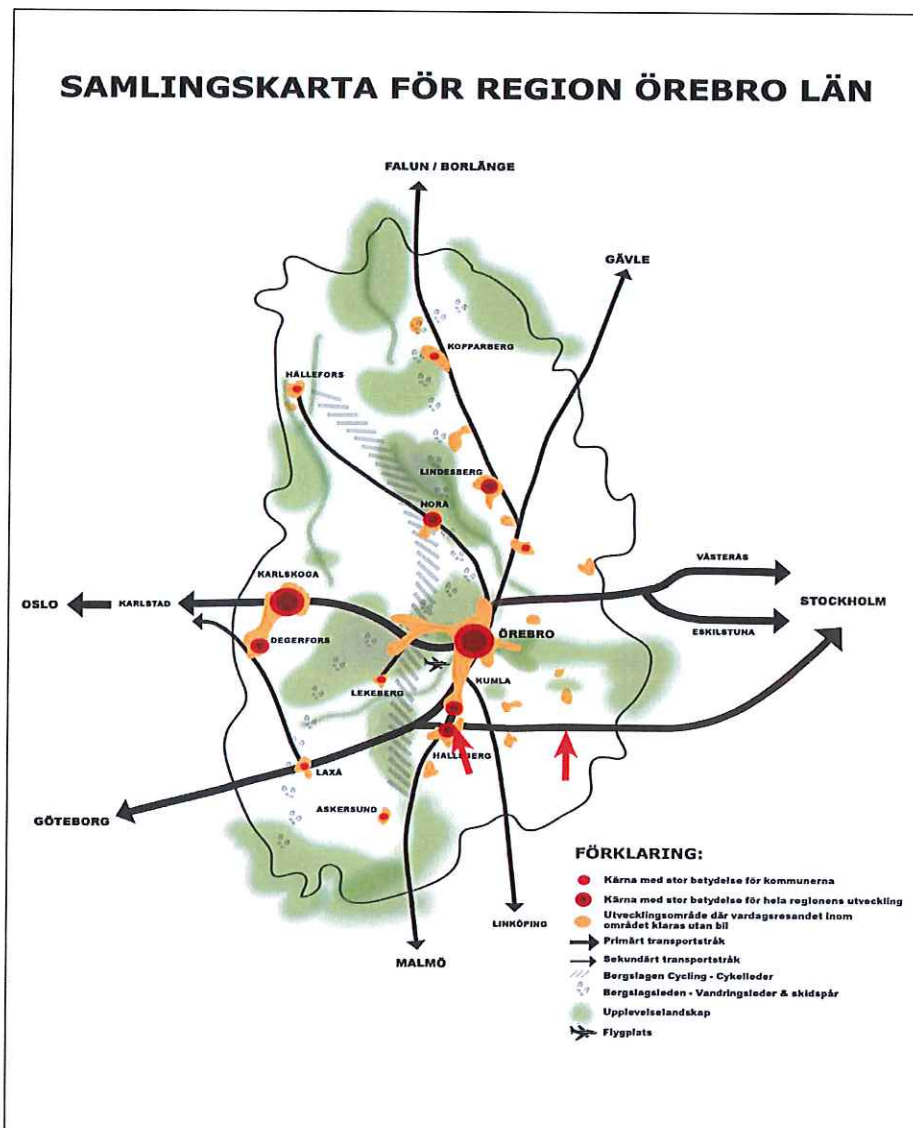 SAMLINGSKARTA FÖR REGION ÖREBRO LÄN
FALUN / BORLÄNGE
GÄVLE
KOPPARBERG
HÄLLEFORS
LINDESBERG
NORA
VÄSTERÅS
KARLSKOGA
OSLO
KARLSTAD
STOCKHOLM
ESKILSTUNA
ÖREBRO
DEGERFORS
KUMLA
LEKEBERG
HALLSBERG
LAXÅ
ASKERSUND
GÖTEBORG
LINKÖPING
MALMÖ
FÖRKLARING:
Kärna med stor betydelse för kommunerna
Kärna med stor betydelse för hela regionens utveckling
Utvecklingsområde där vardagsresandet inom
området klaras utan bil
Primärt transportstråk
Sekundärt transportstråk
Bergslagen Cycling - Cykelleder
Bergslagsleden - Vandringsleder & skidspår
Upplevelselandskap
Flygplats